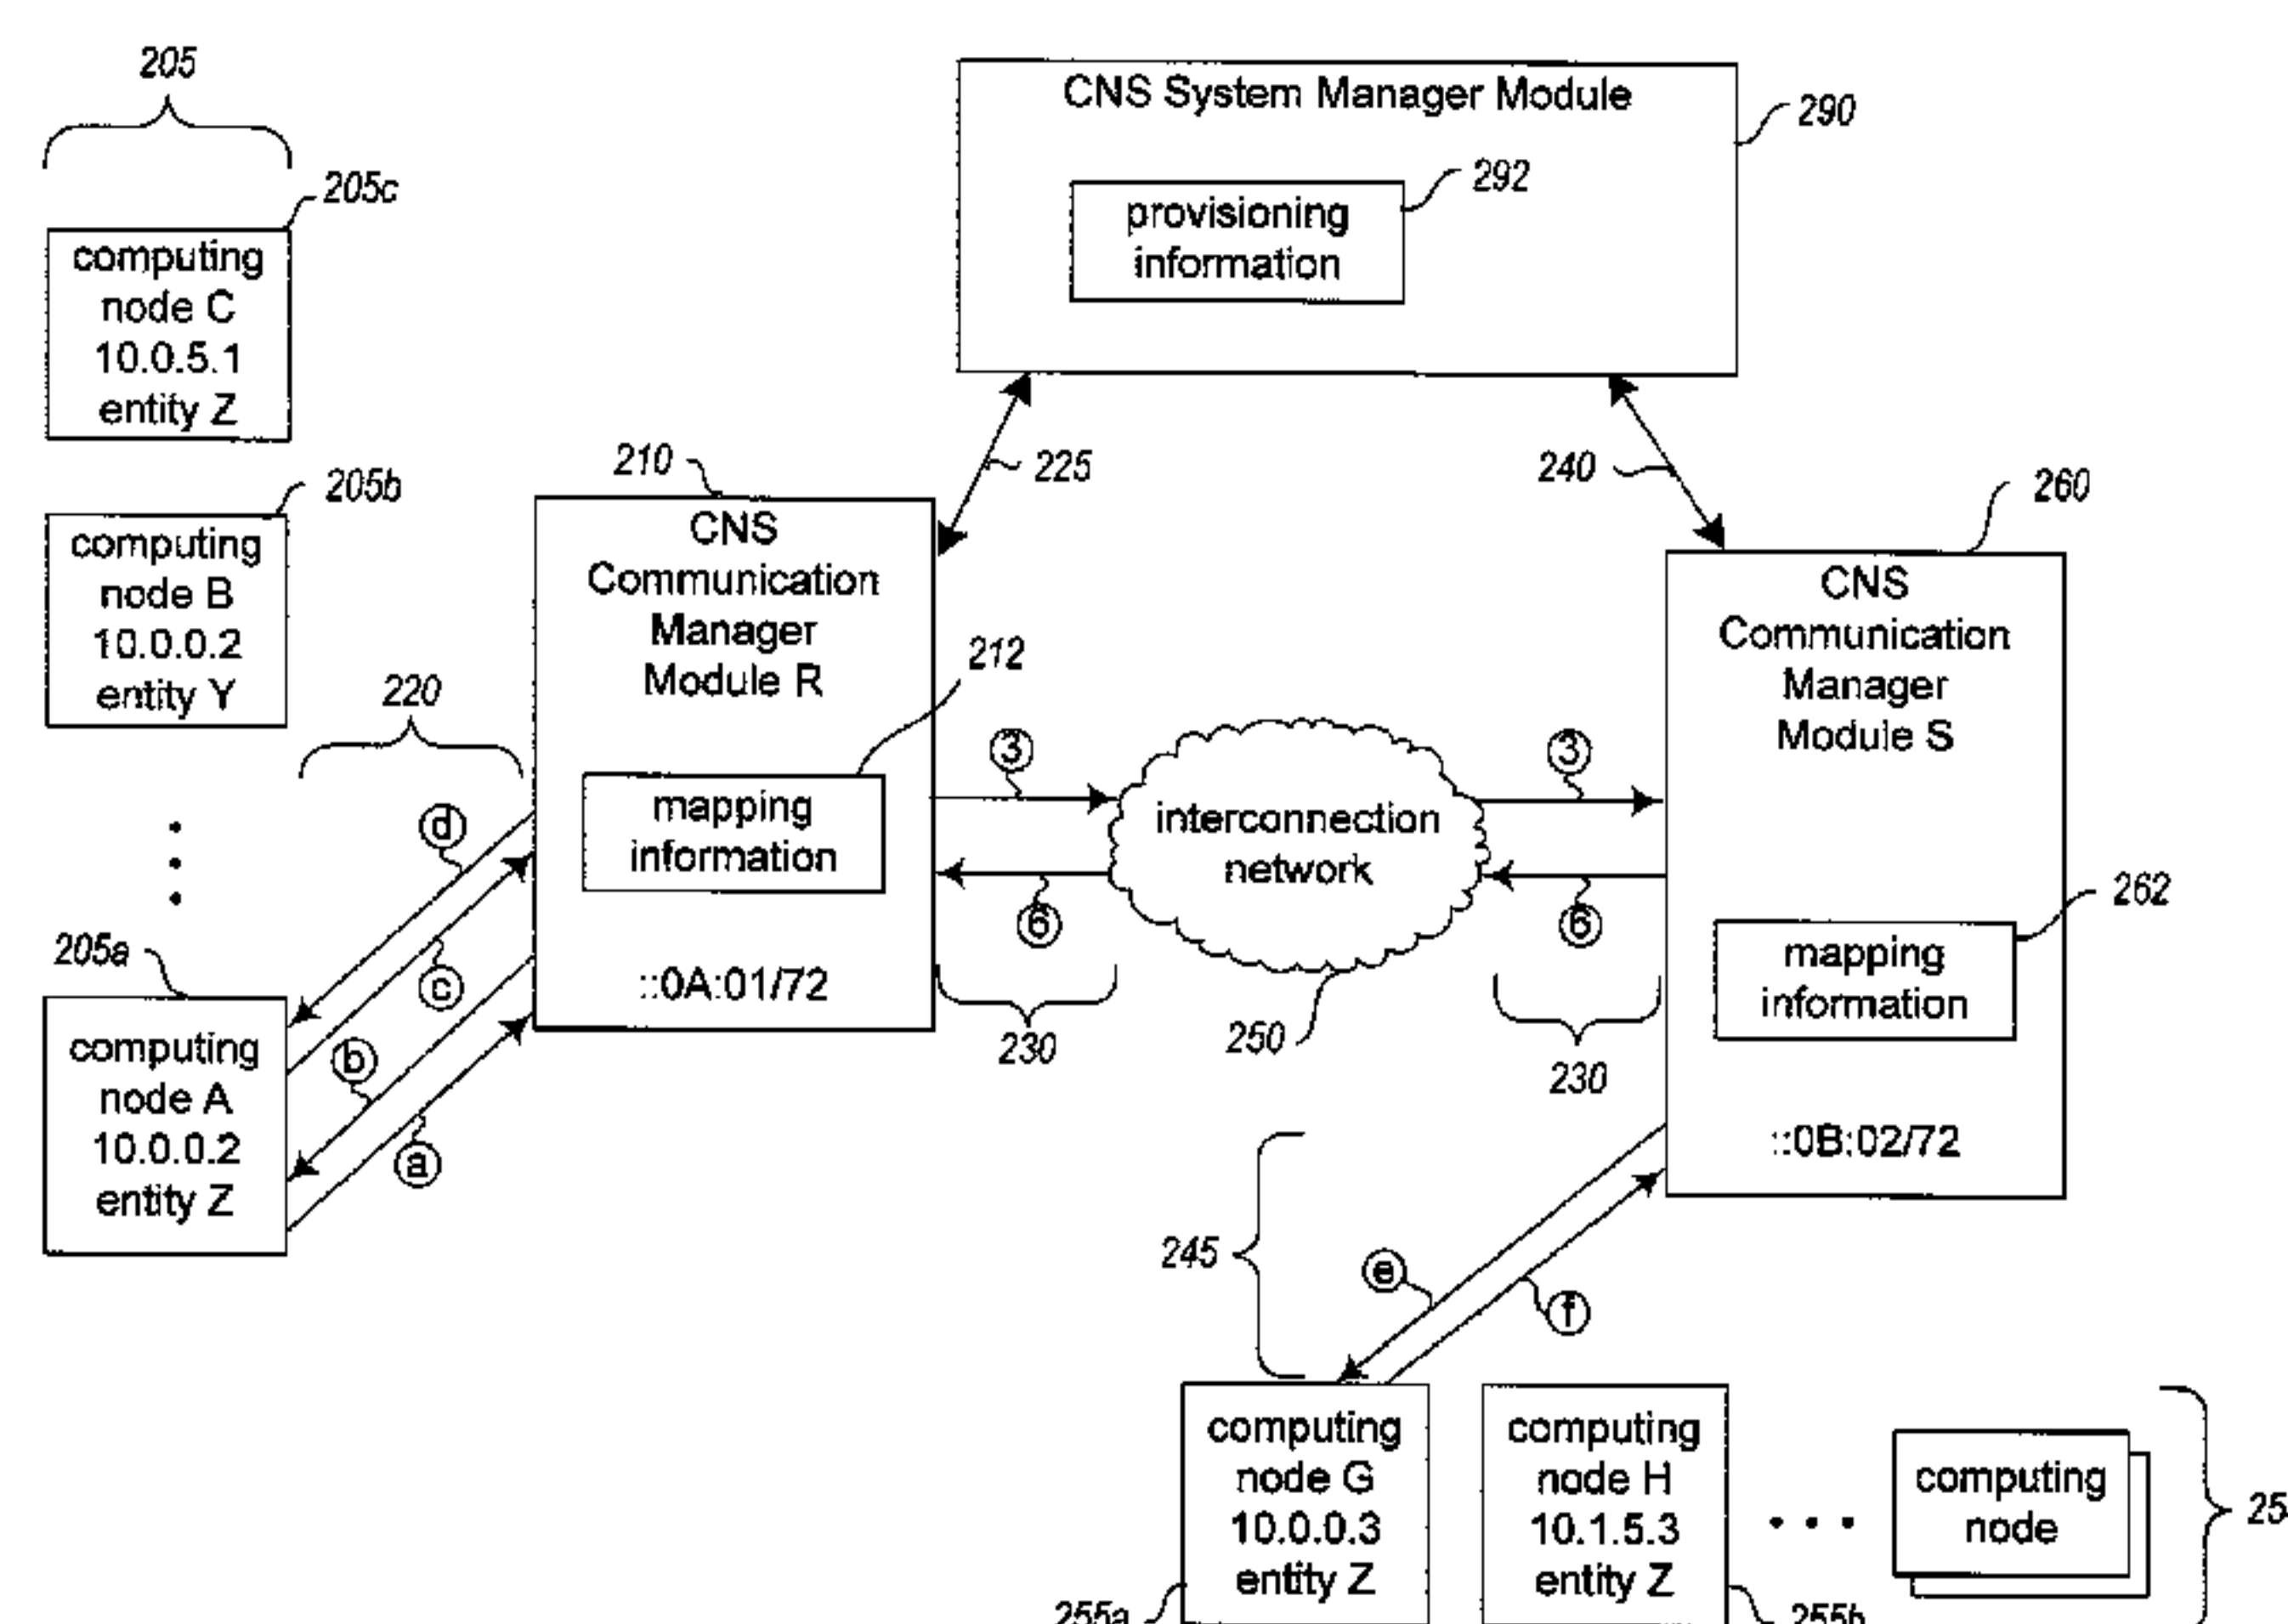 205
205c
computing
node C
10.0.5.1
entity Z
205b
computing
node B
10.0.0.2
entity Y
220
205a
computing
node A
10.0.0.2
entity Z
d
c
b
a
CNS System Manager Module
290
provisioning
information
292
225
240
210
CNS
Communication
Manager
Module R
212
mapping
information
::0A:01/72
3
6
230
interconnection
network
250
3
6
230
260
CNS
Communication
Manager
Module S
262
mapping
information
::0B:02/72
245
e
f
computing
node G
10.0.0.3
entity Z
255a
computing
node H
10.1.5.3
entity Z
255b
computing
node